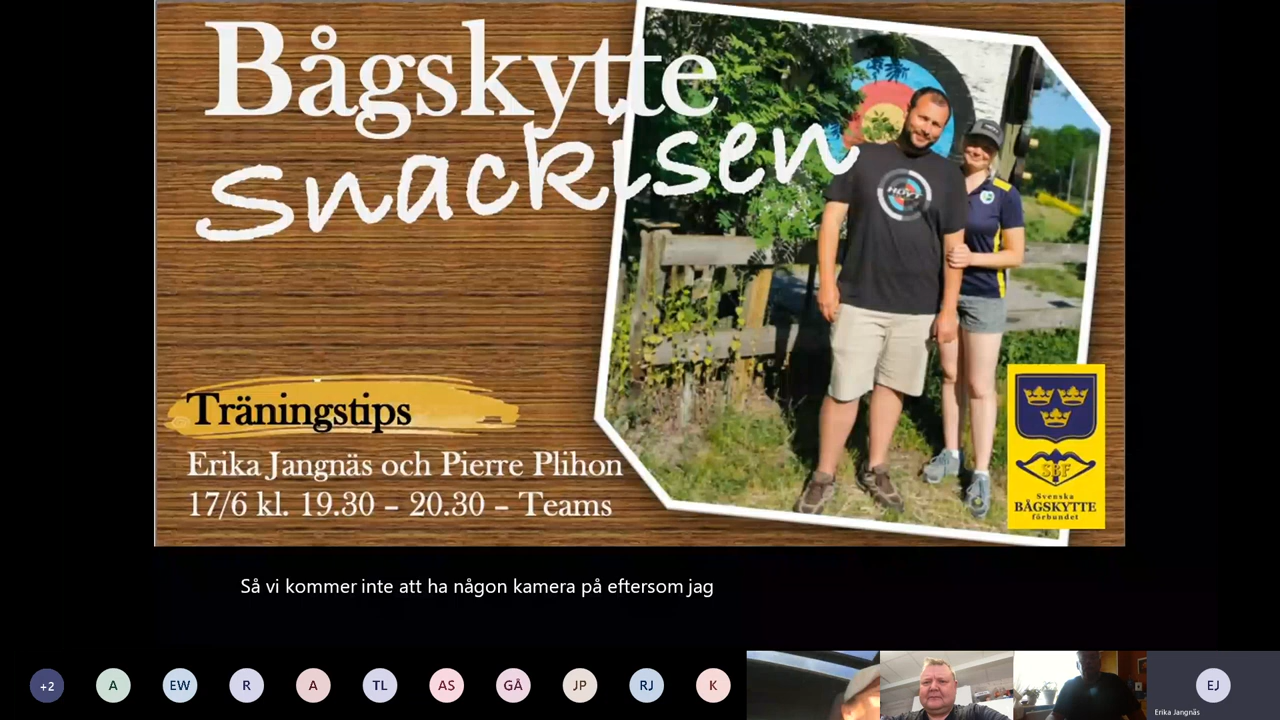 Bågskytte
snacksen
Träningstips
Erika Jangnäs och Pierre Plihon
17/6 kl. 19.30 – 20.30 – Teams
HOYT
SBF
Svenska
BÅGSKYTTE
förbundet
Så vi kommer inte att ha någon kamera på eftersom jag
+2 A EW R A TL AS GÅ JP RJ K EJ
Erika Jangnäs